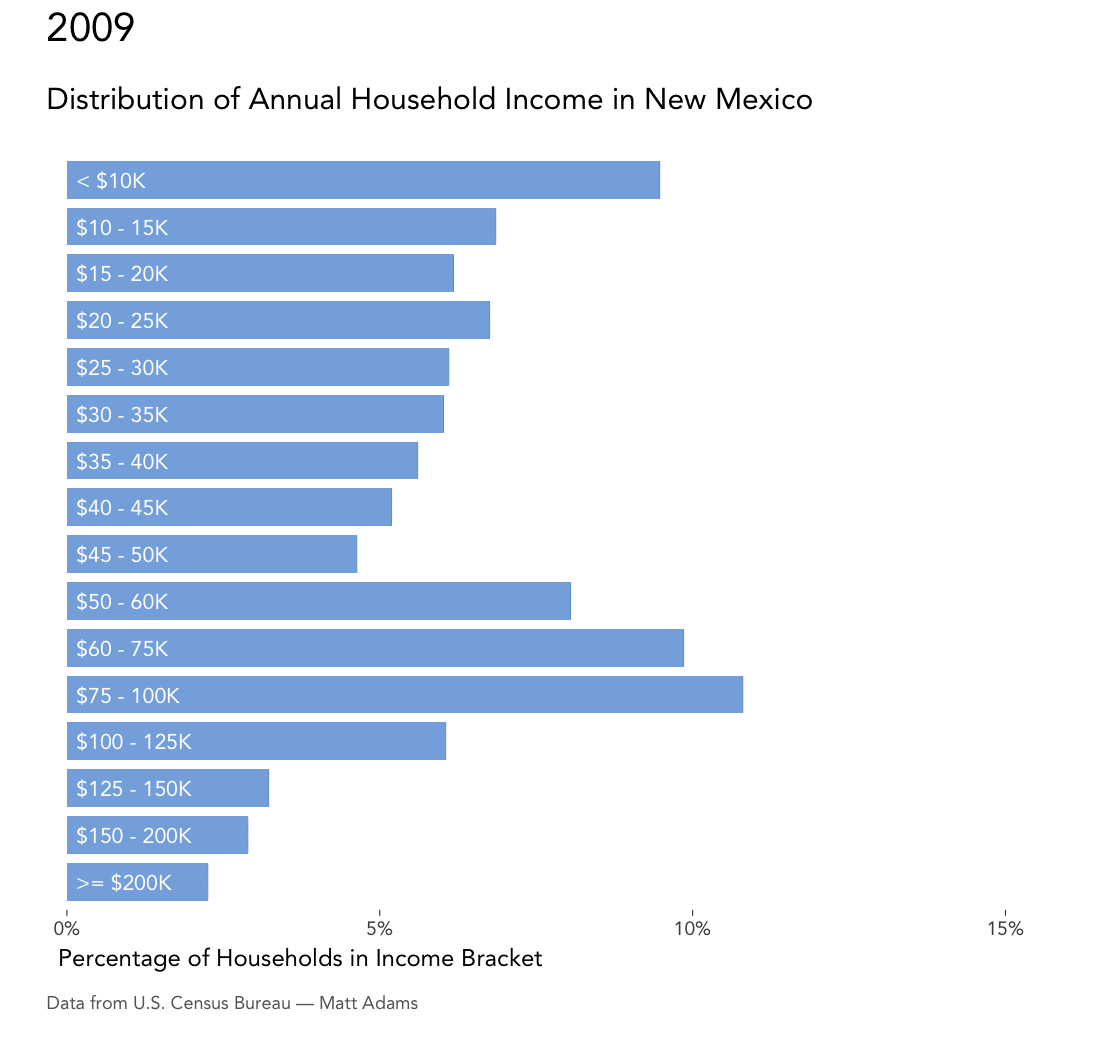 2009
Distribution of Annual Household Income in New Mexico
< $10K
$10 - 15K
$15 - 20K
$20 - 25K
$25 - 30K
$30 - 35K
$35 - 40K
$40 - 45K
$45 - 50K
$50 - 60K
$60 - 75K
$75 - 100K
$100 - 125K
$125 - 150K
$150 - 200K
>= $200K
0% 5% 10% 15%
Percentage of Households in Income Bracket
Data from U.S. Census Bureau — Matt Adams